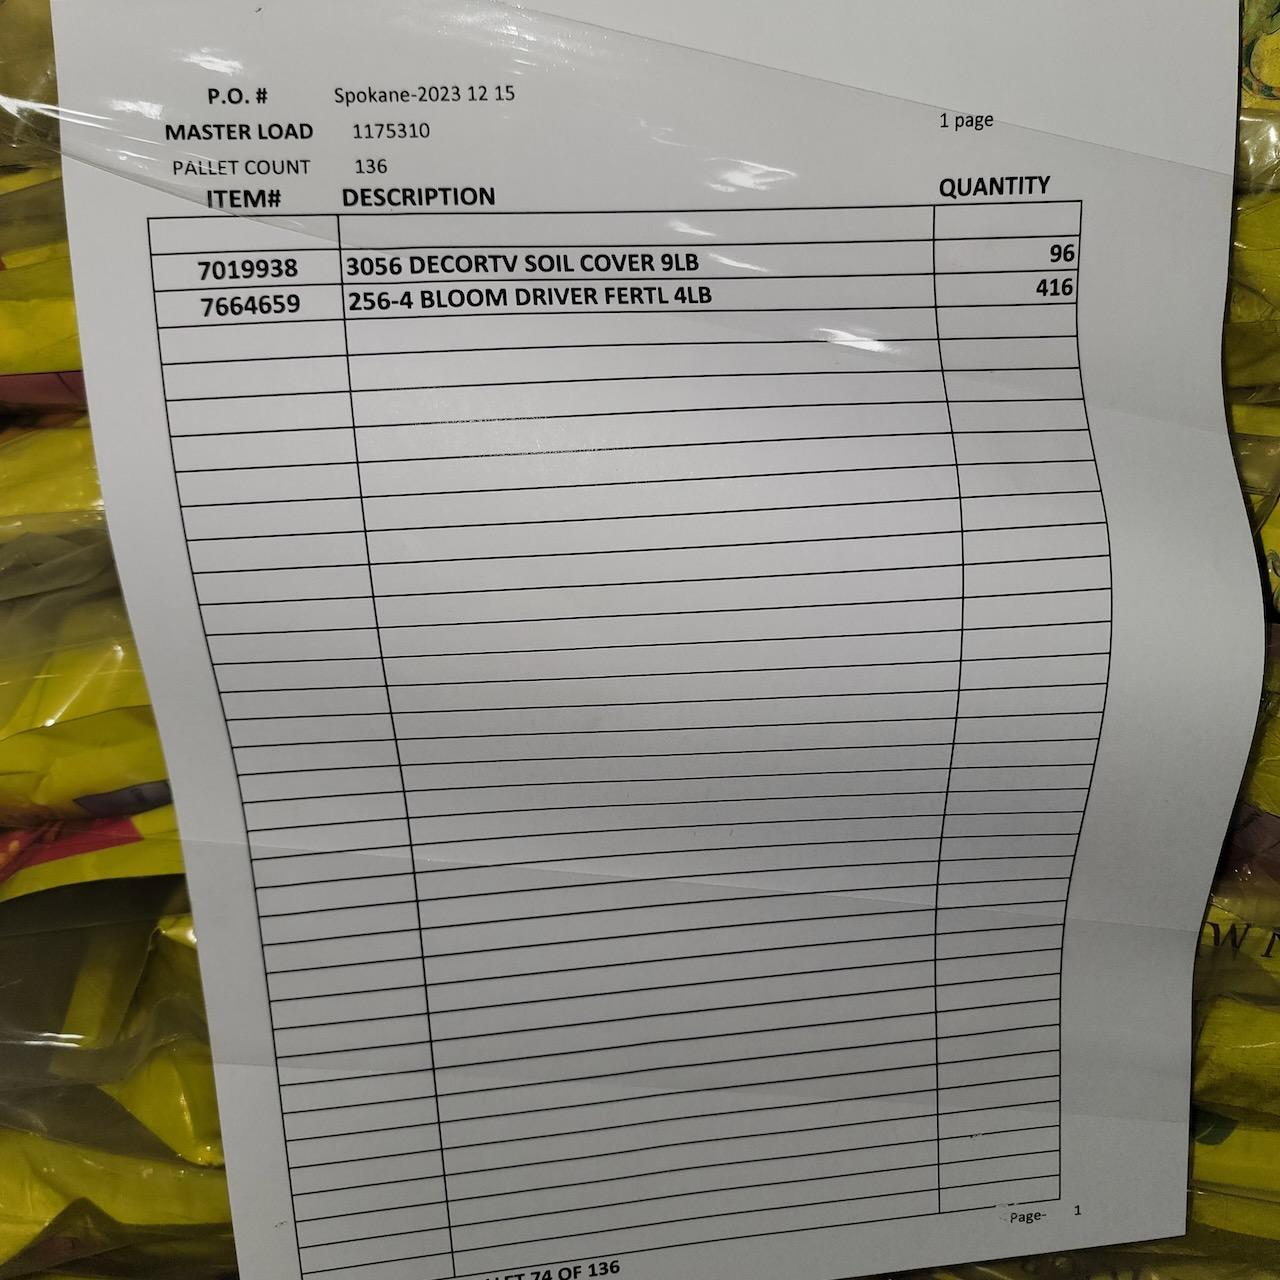 P.O. # Spokane-2023 12 15
1 page
MASTER LOAD 1175310
PALLET COUNT 136
ITEM# DESCRIPTION QUANTITY
7019938 3056 DECORTV SOIL COVER 9LB 96
7664659 256-4 BLOOM DRIVER FERTL 4LB 416
W N
Page- 1
LET 74 OF 136